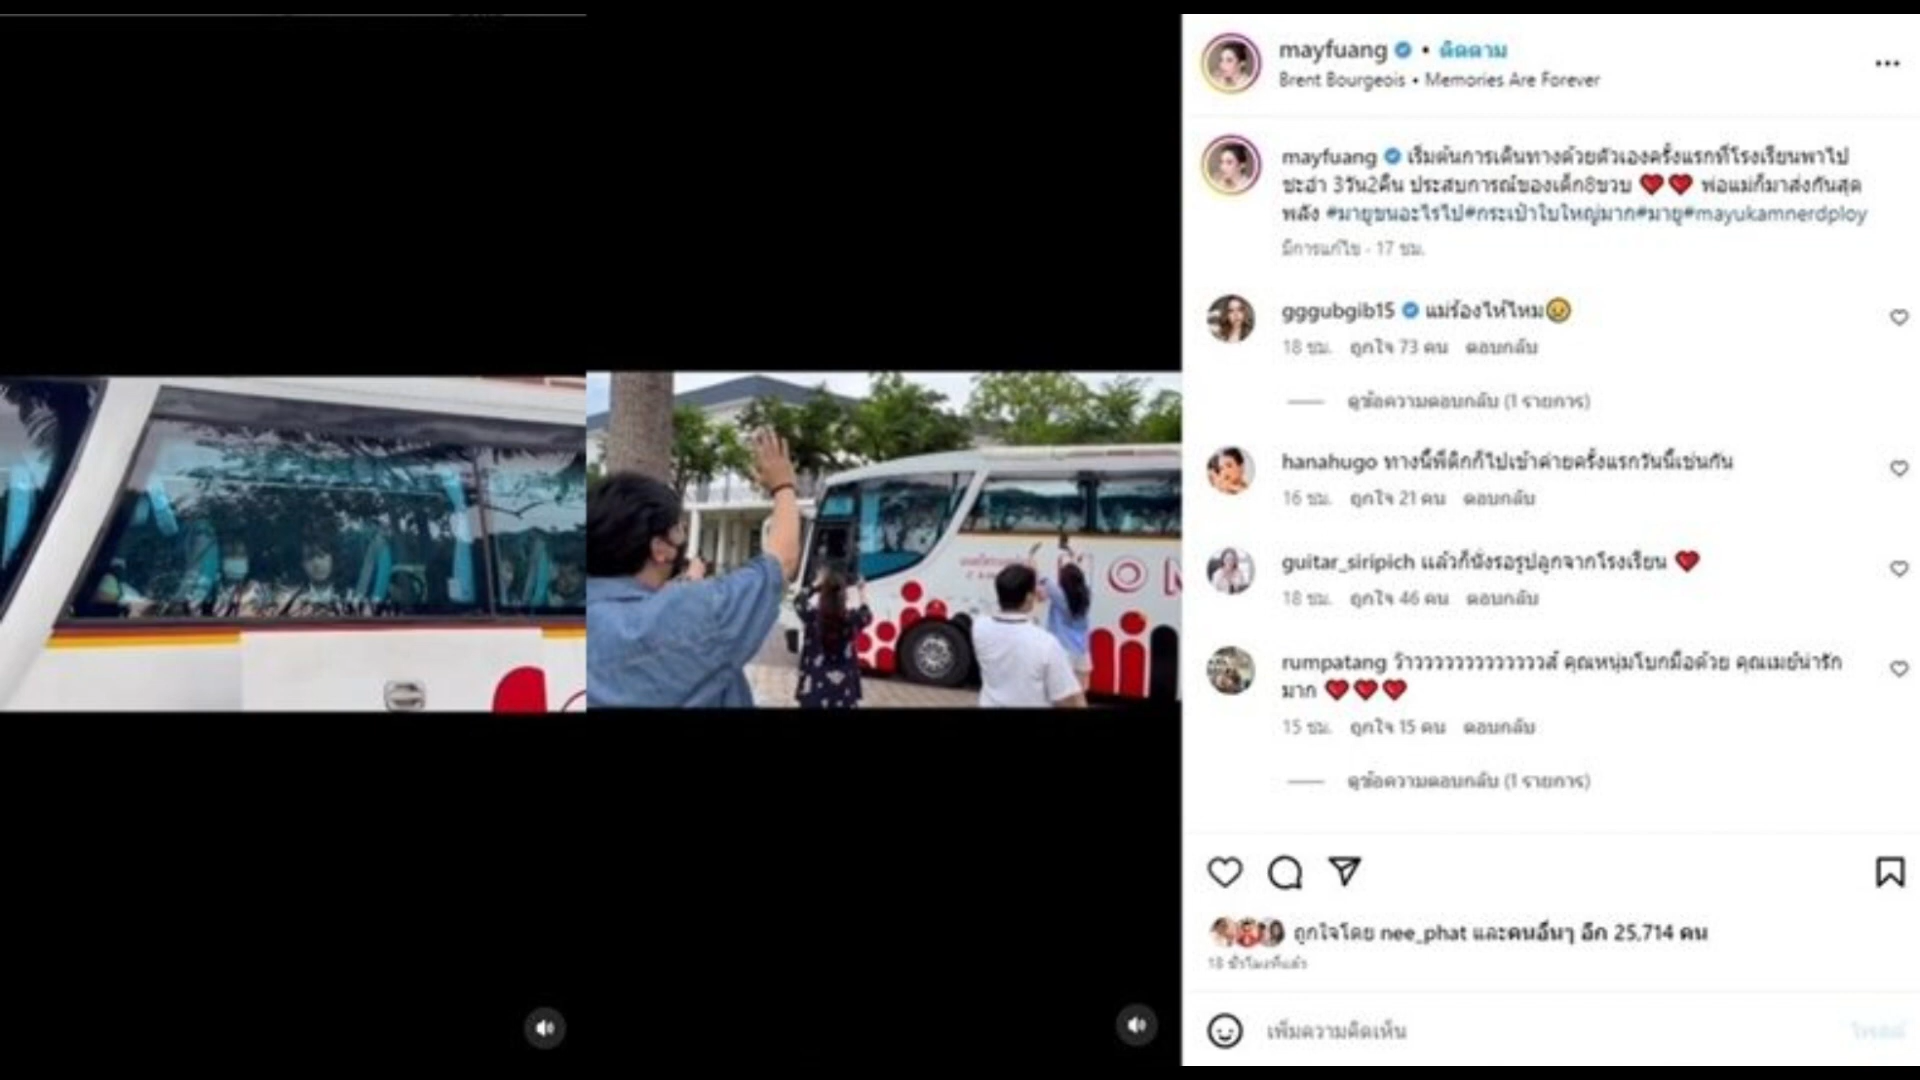 mayfuang • ติดตาม
Brent Bourgeois • Memories Are Forever
mayfuang เริ่มต้นการเดินทางด้วยตัวเองครั้งแรกที่โรงเรียนพาไป
ชะอำ 3วัน2คืน ประสบการณ์ของเด็ก8ขวบ ❤️❤️ พ่อแม่ก็มาส่งกันสุด
พลัง #มายูขนอะไรไป#กระเป๋าใบใหญ่มาก#มายู#mayukamnerdploy
มีการแก้ไข · 17 ชม.
gggubgib15 แม่ร้องไห้ไหม🥹
18 ชม. ถูกใจ 73 คน ตอบกลับ
ดูข้อความตอบกลับ (1 รายการ)
hanahugo ทางนี้พี่ดิกก็ไปเข้าค่ายครั้งแรกวันนี้เช่นกัน
16 ชม. ถูกใจ 21 คน ตอบกลับ
guitar_siripich แล้วก็นั่งรอรูปลูกจากโรงเรียน ❤️
18 ชม. ถูกใจ 46 คน ตอบกลับ
rumpatang ว้าวววววววววววววส์ คุณหนุ่มโบกมือด้วย คุณเมย์น่ารัก
มาก ❤️❤️❤️
15 ชม. ถูกใจ 15 คน ตอบกลับ
ดูข้อความตอบกลับ (1 รายการ)
ถูกใจโดย nee_phat และคนอื่นๆ อีก 25,714 คน
18 ชั่วโมงที่แล้ว
เพิ่มความคิดเห็น
โพสต์